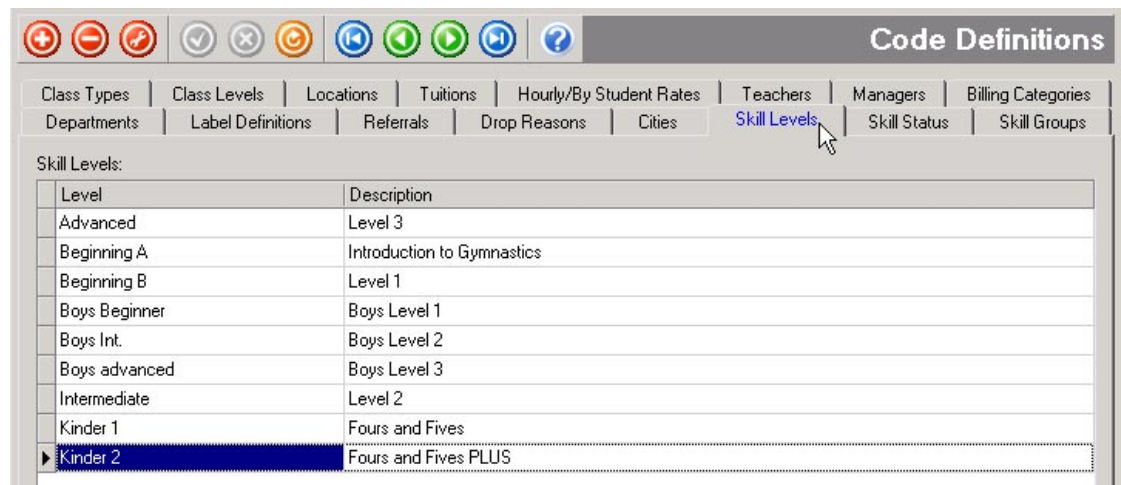 Code Definitions
Class Types Class Levels Locations Tuitions Hourly/By Student Rates Teachers Managers Billing Categories
Departments Label Definitions Referrals Drop Reasons Cities Skill Levels Skill Status Skill Groups
Skill Levels:
Level Description
Advanced Level 3
Beginning A Introduction to Gymnastics
Beginning B Level 1
Boys Beginner Boys Level 1
Boys Int. Boys Level 2
Boys advanced Boys Level 3
Intermediate Level 2
Kinder 1 Fours and Fives
Kinder 2 Fours and Fives PLUS